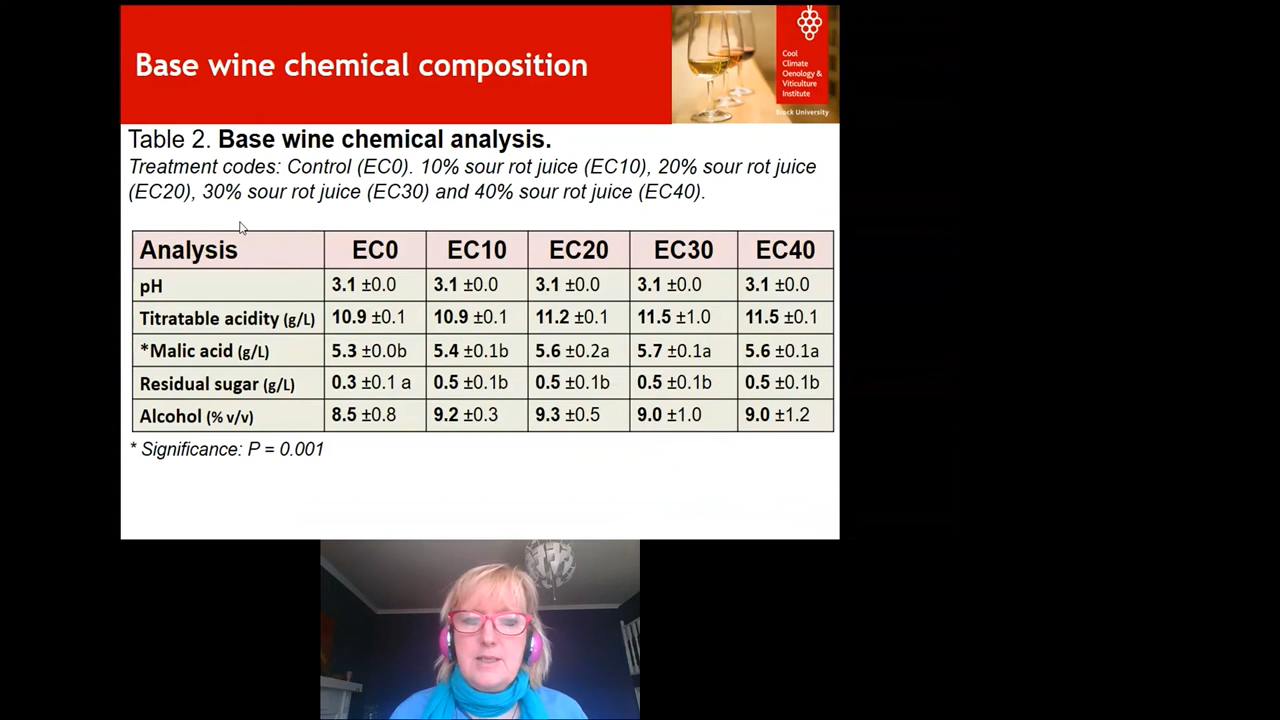 Base wine chemical composition
Cool
Climate
Oenology &
Viticulture
Institute
Brock University
Table 2. Base wine chemical analysis.
Treatment codes: Control (EC0). 10% sour rot juice (EC10), 20% sour rot juice
(EC20), 30% sour rot juice (EC30) and 40% sour rot juice (EC40).
Analysis EC0 EC10 EC20 EC30 EC40
pH 3.1 ±0.0 3.1 ±0.0 3.1 ±0.0 3.1 ±0.0 3.1 ±0.0
Titratable acidity (g/L) 10.9 ±0.1 10.9 ±0.1 11.2 ±0.1 11.5 ±1.0 11.5 ±0.1
*Malic acid (g/L) 5.3 ±0.0b 5.4 ±0.1b 5.6 ±0.2a 5.7 ±0.1a 5.6 ±0.1a
Residual sugar (g/L) 0.3 ±0.1 a 0.5 ±0.1b 0.5 ±0.1b 0.5 ±0.1b 0.5 ±0.1b
Alcohol (% v/v) 8.5 ±0.8 9.2 ±0.3 9.3 ±0.5 9.0 ±1.0 9.0 ±1.2
* Significance: P = 0.001